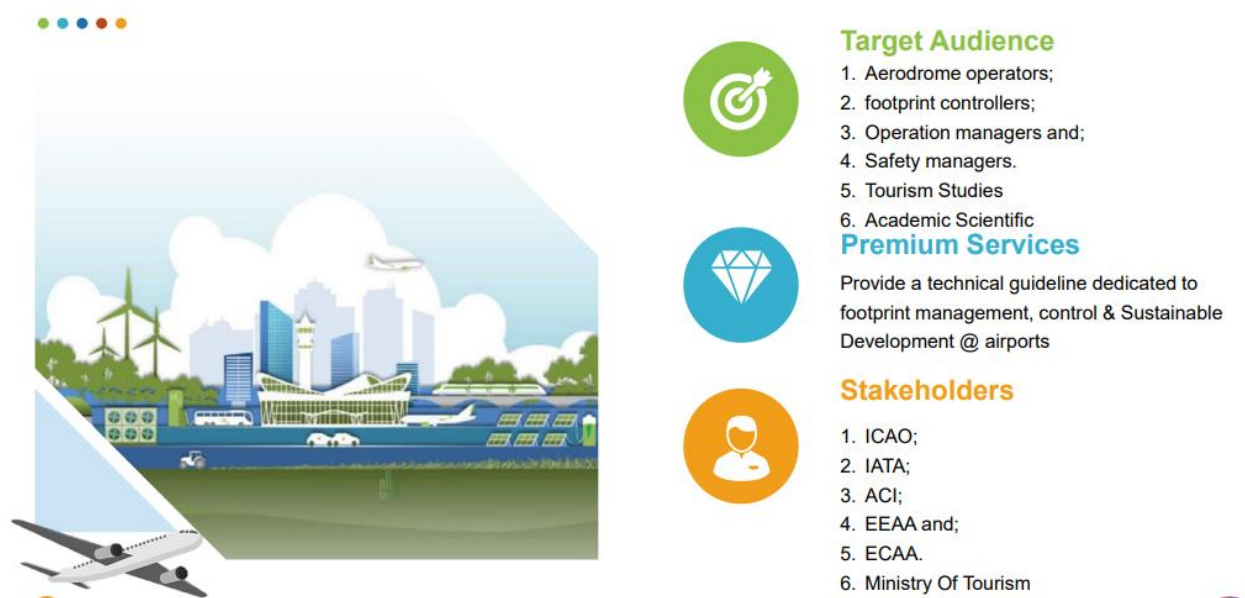 Target Audience
1. Aerodrome operators;
2. footprint controllers;
3. Operation managers and;
4. Safety managers.
5. Tourism Studies
6. Academic Scientific
Premium Services
Provide a technical guideline dedicated to
footprint management, control & Sustainable
Development @ airports
Stakeholders
1. ICAO;
2. IATA;
3. ACI;
4. EEAA and;
5. ECAA.
6. Ministry Of Tourism